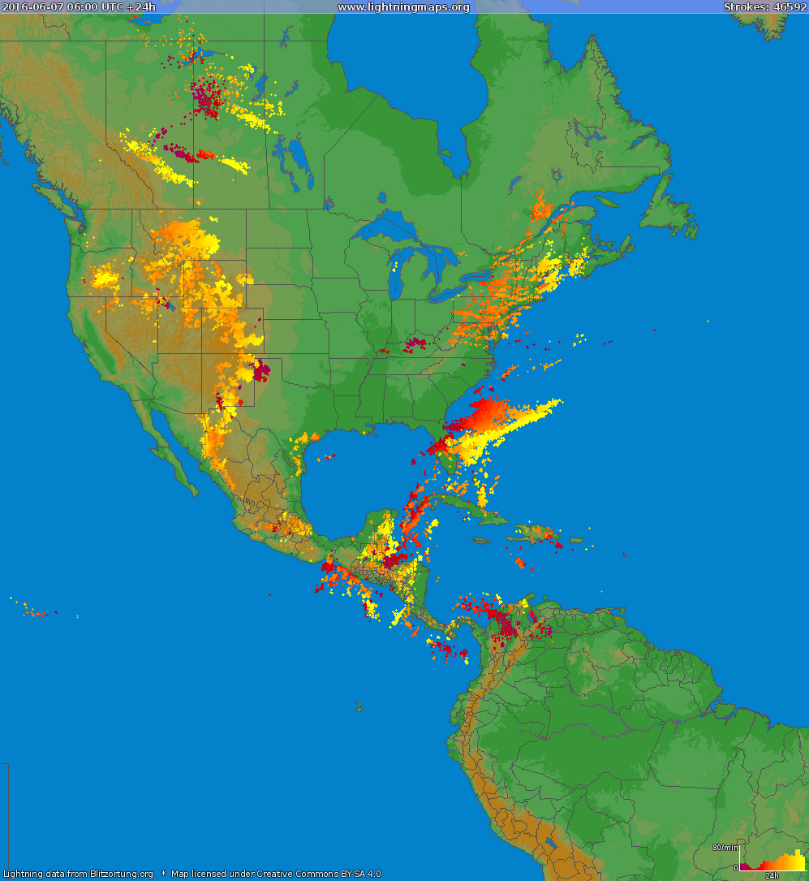 2016-06-07 06:00 UTC +24h
www.lightningmaps.org
Strokes: 46592
80/min
0
24h
Lightning data from Blitzortung.org ♦ Map licensed under Creative Commons BY-SA 4.0